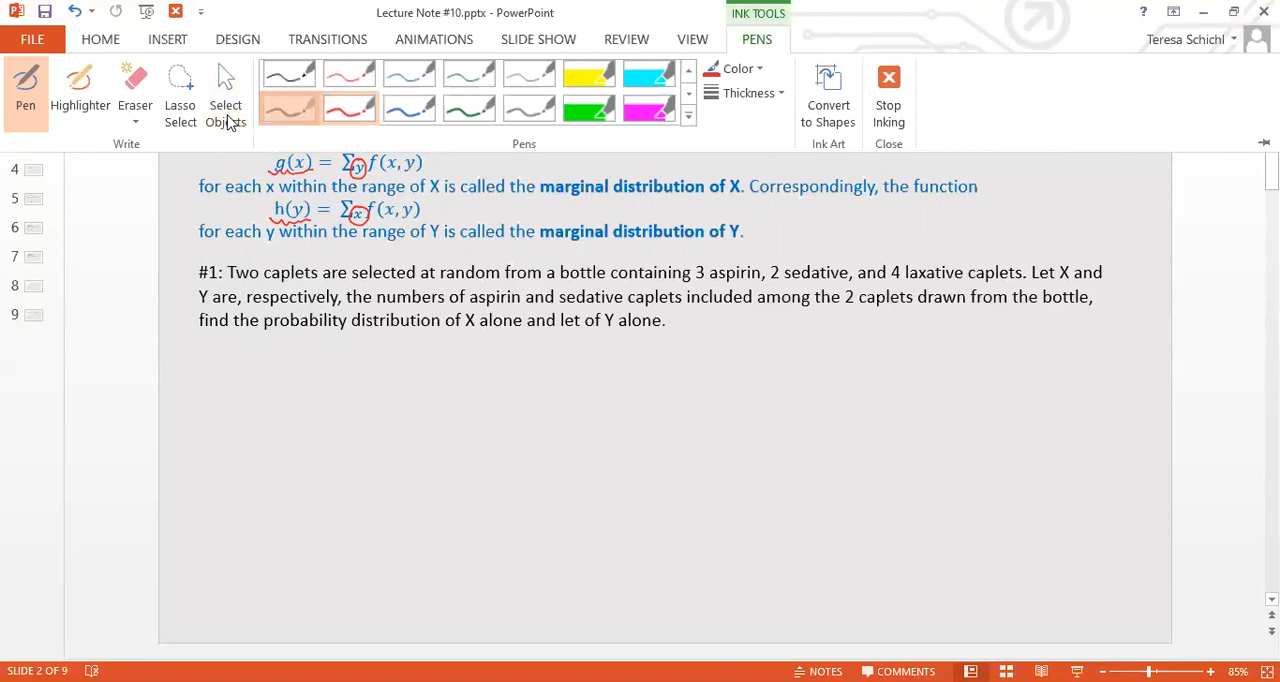 Lecture Note #10.pptx - PowerPoint
INK TOOLS
?
FILE
HOME
INSERT
DESIGN
TRANSITIONS
ANIMATIONS
SLIDE SHOW
REVIEW
VIEW
PENS
Teresa Schichl
Pen
Highlighter
Eraser
Lasso
Select
Select
Objects
Color
Thickness
Convert
to Shapes
Stop
Inking
Write
Pens
Ink Art
Close
4
5
6
7
8
9
g(x) = ∑y f(x, y)
for each x within the range of X is called the marginal distribution of X. Correspondingly, the function
h(y) = ∑x f(x, y)
for each y within the range of Y is called the marginal distribution of Y.
#1: Two caplets are selected at random from a bottle containing 3 aspirin, 2 sedative, and 4 laxative caplets. Let X and
Y are, respectively, the numbers of aspirin and sedative caplets included among the 2 caplets drawn from the bottle,
find the probability distribution of X alone and let of Y alone.
SLIDE 2 OF 9
NOTES
COMMENTS
85%